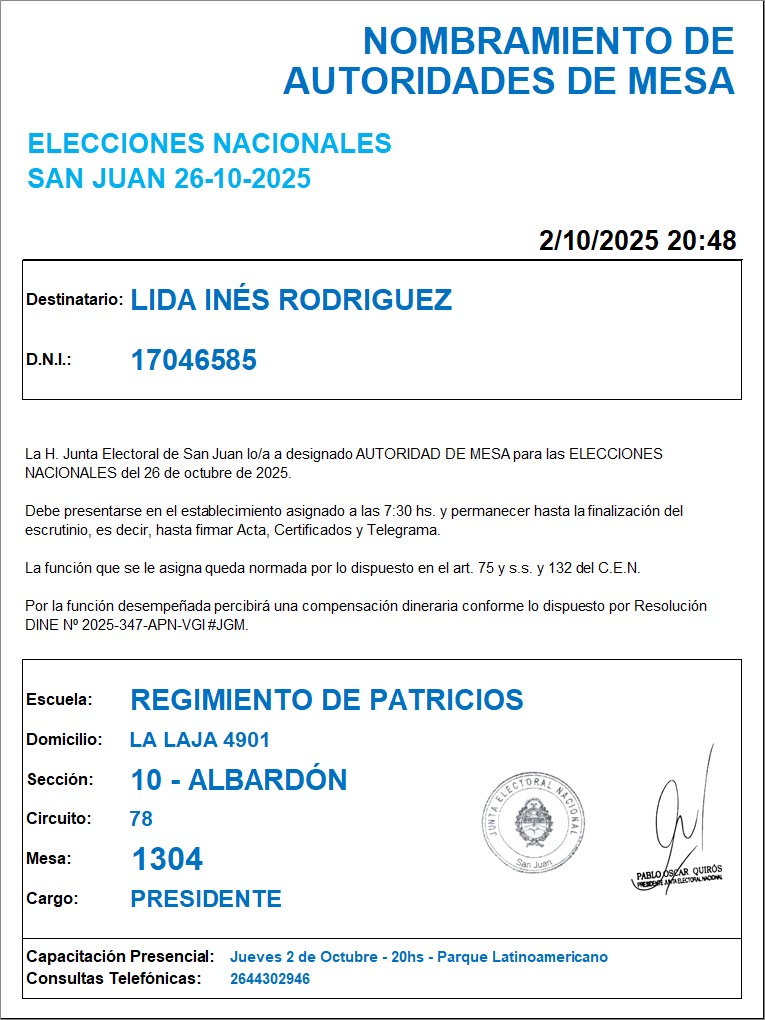 NOMBRAMIENTO DE
AUTORIDADES DE MESA
ELECCIONES NACIONALES
SAN JUAN 26-10-2025
2/10/2025 20:48
Destinatario: LIDA INÉS RODRIGUEZ
D.N.I.: 17046585
La H. Junta Electoral de San Juan lo/a a designado AUTORIDAD DE MESA para las ELECCIONES
NACIONALES del 26 de octubre de 2025.
Debe presentarse en el establecimiento asignado a las 7:30 hs. y permanecer hasta la finalización del
escrutinio, es decir, hasta firmar Acta, Certificados y Telegrama.
La función que se le asigna queda normada por lo dispuesto en el art. 75 y s.s. y 132 del C.E.N.
Por la función desempeñada percibirá una compensación dineraria conforme lo dispuesto por Resolución
DINE Nº 2025-347-APN-VGI#JGM.
Escuela: REGIMIENTO DE PATRICIOS
Domicilio: LA LAJA 4901
Sección: 10 - ALBARDÓN
Circuito: 78
Mesa: 1304
Cargo: PRESIDENTE
JUNTA ELECTORAL NACIONAL
San Juan
PABLO OSCAR QUIRÓS
PRESIDENTE JUNTA ELECTORAL NACIONAL
Capacitación Presencial: Jueves 2 de Octubre - 20hs - Parque Latinoamericano
Consultas Telefónicas: 2644302946